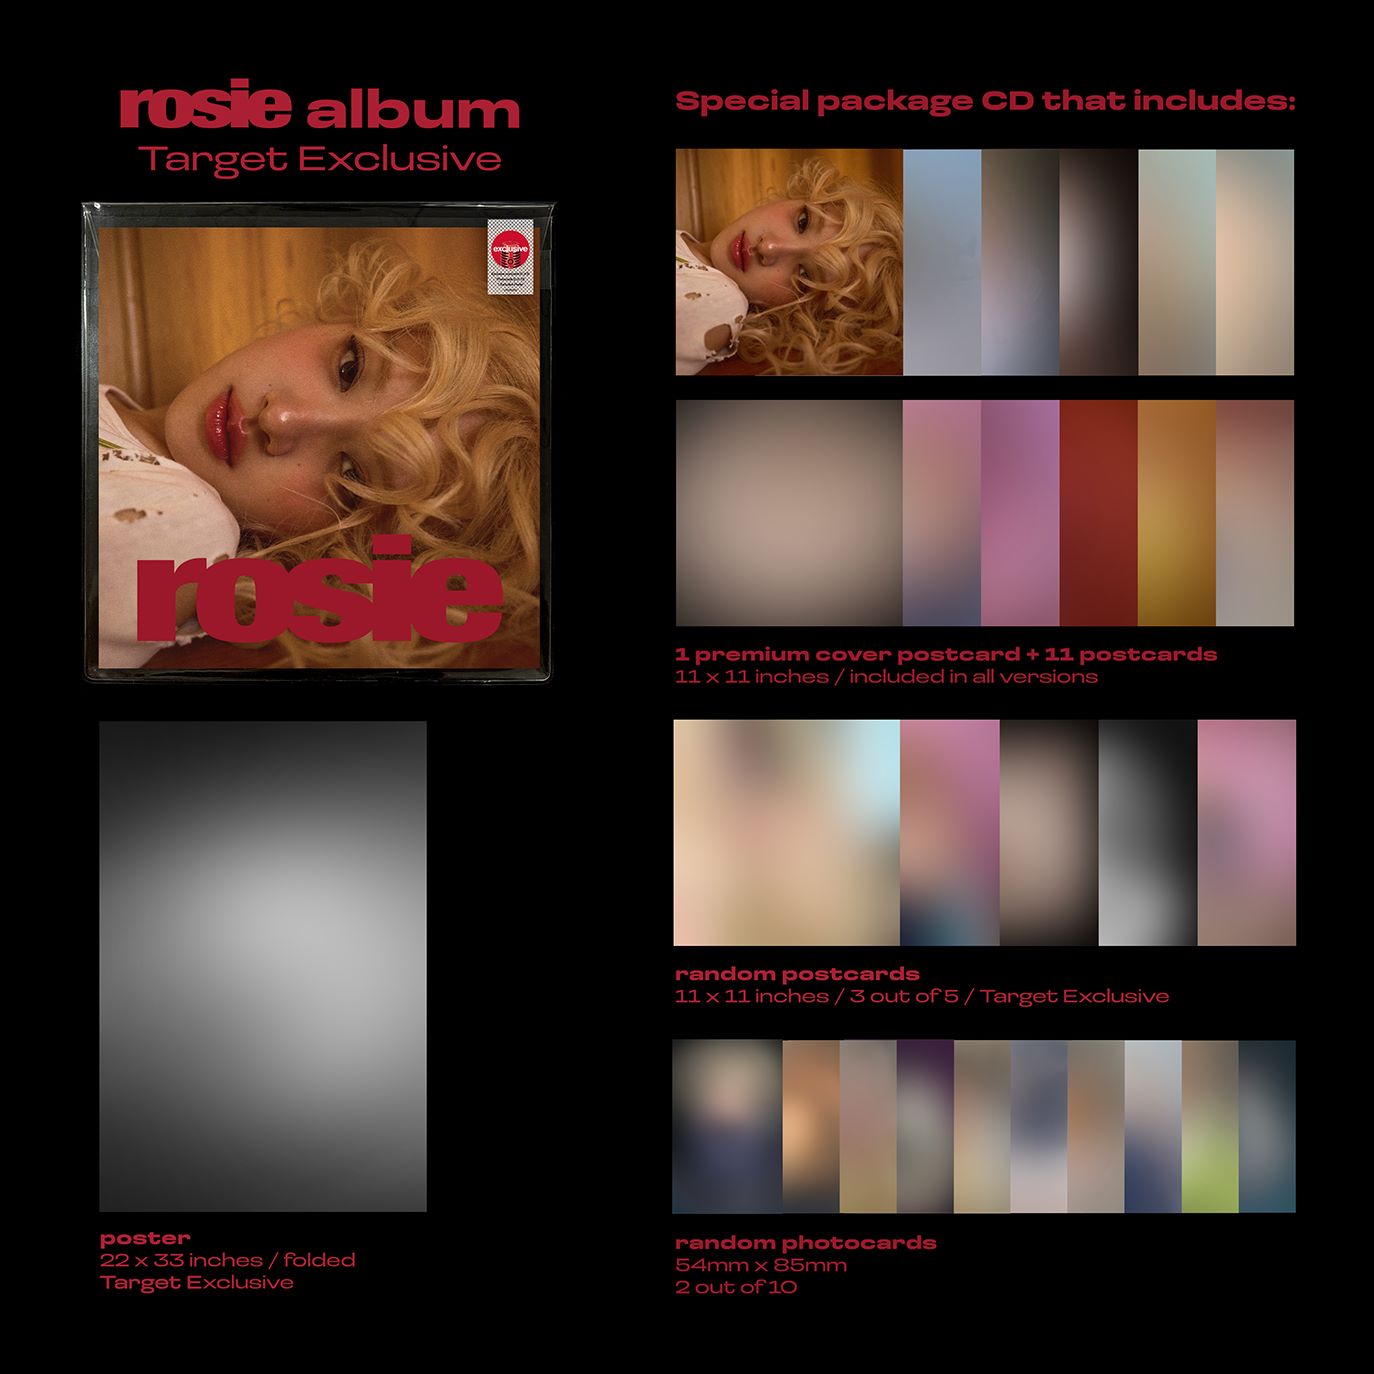 rosie album
Target Exclusive
exclusive
rosie
poster
22 x 33 inches / folded
Target Exclusive
Special package CD that includes:
1 premium cover postcard + 11 postcards
11 x 11 inches / included in all versions
random postcards
11 x 11 inches / 3 out of 5 / Target Exclusive
random photocards
54mm x 85mm
2 out of 10